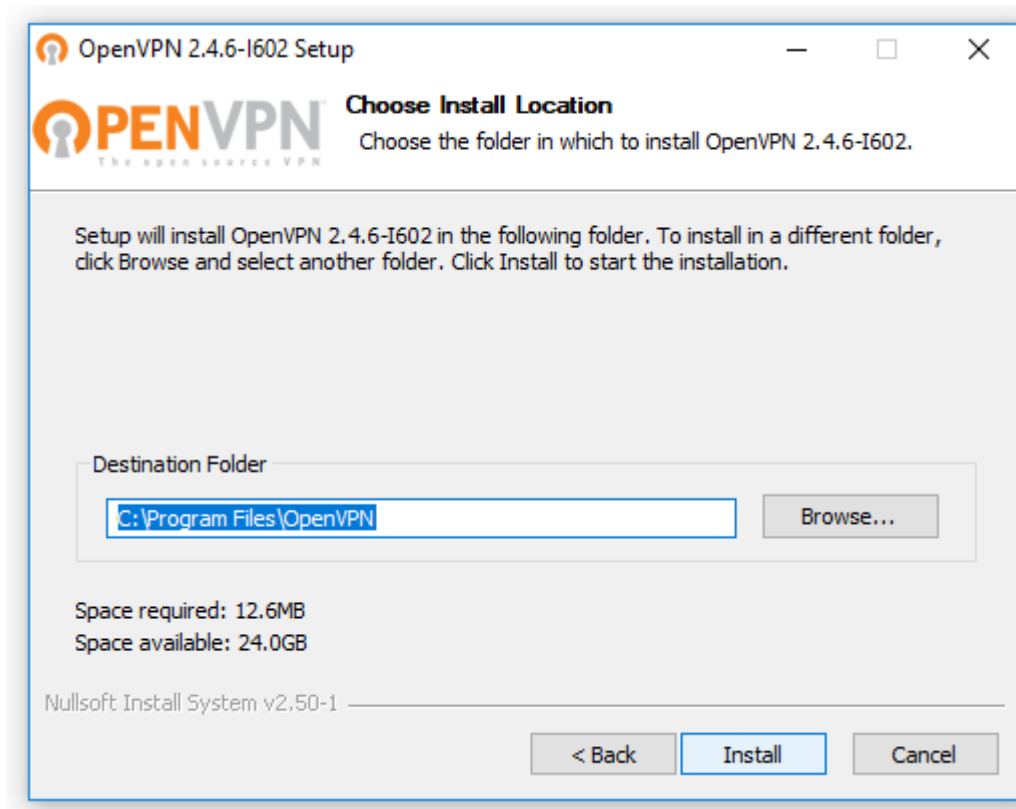 OpenVPN 2.4.6-I602 Setup
OPENVPN
The open source VPN
Choose Install Location
Choose the folder in which to install OpenVPN 2.4.6-I602.
Setup will install OpenVPN 2.4.6-I602 in the following folder. To install in a different folder,
click Browse and select another folder. Click Install to start the installation.
Destination Folder
C:\Program Files\OpenVPN
Browse...
Space required: 12.6MB
Space available: 24.0GB
Nullsoft Install System v2.50-1
< Back
Install
Cancel